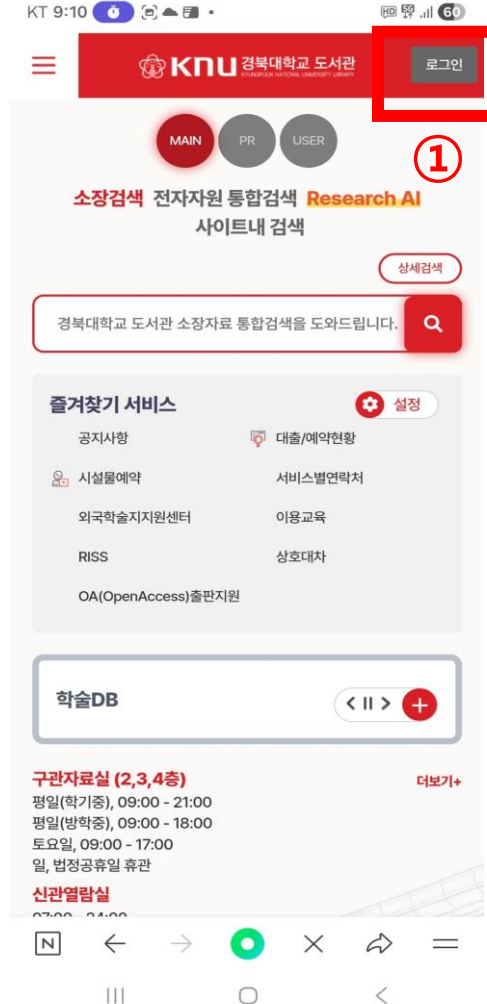 KT 9:10
HD 5G 60
KNU 경북대학교 도서관
KYUNGPOOK NATIONAL UNIVERSITY LIBRARY
로그인
①
MAIN PR USER
소장검색 전자자원 통합검색 Research AI
사이트내 검색
상세검색
경북대학교 도서관 소장자료 통합검색을 도와드립니다.
즐겨찾기 서비스 설정
공지사항 대출/예약현황
시설물예약 서비스별연락처
외국학술지지원센터 이용교육
RISS 상호대차
OA(OpenAccess)출판지원
학술DB
구관자료실 (2,3,4층) 더보기+
평일(학기중), 09:00 - 21:00
평일(방학중), 09:00 - 18:00
토요일, 09:00 - 17:00
일, 법정공휴일 휴관
신관열람실
N